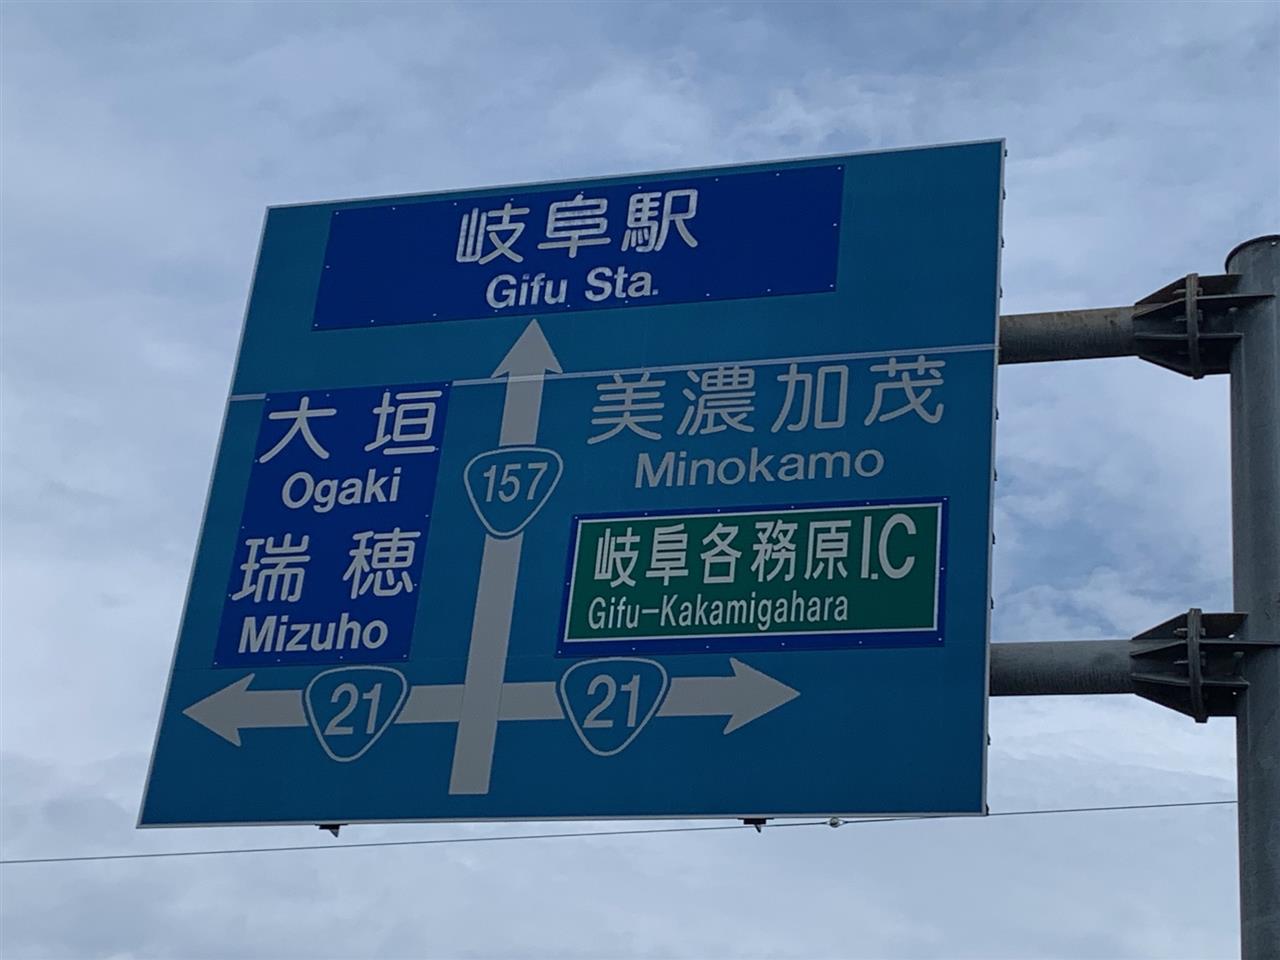 岐阜駅
Gifu Sta.
大垣
Ogaki
瑞穂
Mizuho
157
美濃加茂
Minokamo
岐阜各務原I.C
Gifu-Kakamigahara
21
21